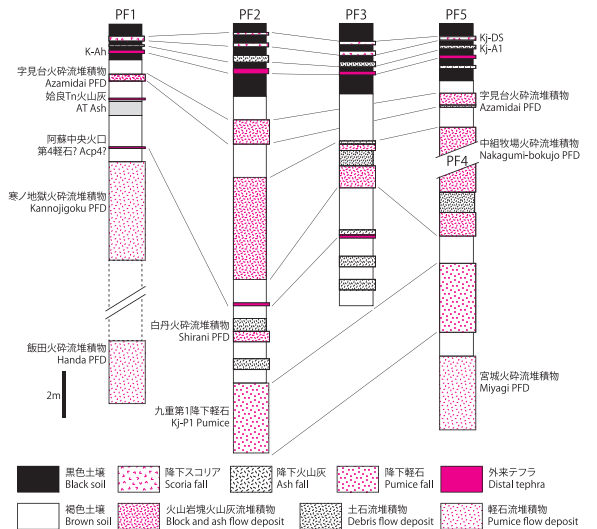 PF1
PF2
PF3
PF5
K-Ah
字見台火砕流堆積物
Azamidai PFD
姶良Tn火山灰
AT Ash
阿蘇中央火口
第4軽石? Acp4?
寒ノ地獄火砕流堆積物
Kannojigoku PFD
飯田火砕流堆積物
Handa PFD
2m
白丹火砕流堆積物
Shirani PFD
九重第1降下軽石
Kj-P1 Pumice
Kj-DS
Kj-A1
字見台火砕流堆積物
Azamidai PFD
中組牧場火砕流堆積物
Nakagumi-bokujo PFD
PF4
宮城火砕流堆積物
Miyagi PFD
黒色土壌
Black soil
降下スコリア
Scoria fall
降下火山灰
Ash fall
降下軽石
Pumice fall
外来テフラ
Distal tephra
褐色土壌
Brown soil
火山岩塊火山灰流堆積物
Block and ash flow deposit
土石流堆積物
Debris flow deposit
軽石流堆積物
Pumice flow deposit